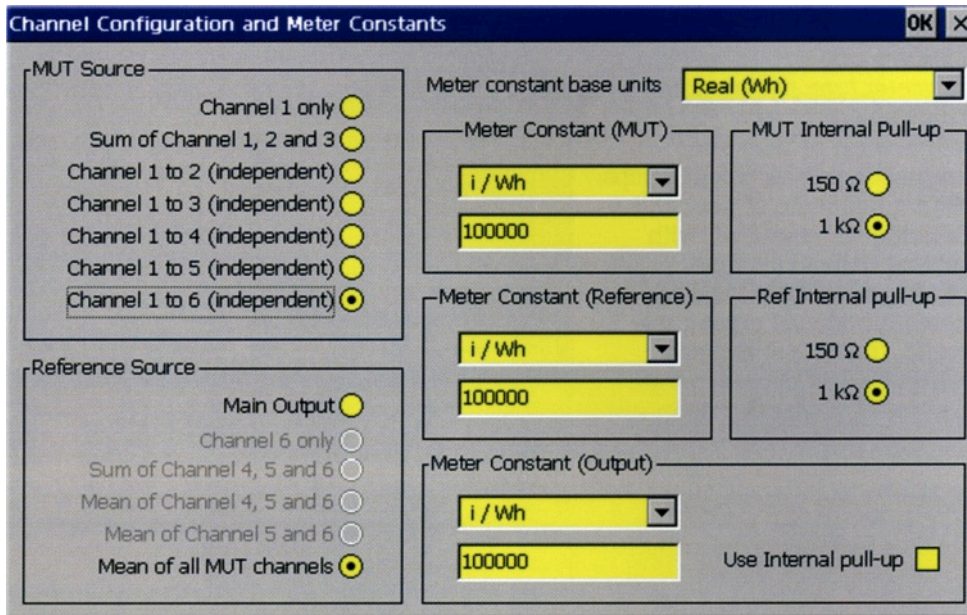 Channel Configuration and Meter Constants
OK
MUT Source
Channel 1 only
Sum of Channel 1, 2 and 3
Channel 1 to 2 (independent)
Channel 1 to 3 (independent)
Channel 1 to 4 (independent)
Channel 1 to 5 (independent)
Channel 1 to 6 (independent)
Reference Source
Main Output
Channel 6 only
Sum of Channel 4, 5 and 6
Mean of Channel 4, 5 and 6
Mean of Channel 5 and 6
Mean of all MUT channels
Meter constant base units
Real (Wh)
Meter Constant (MUT)
i / Wh
100000
MUT Internal Pull-up
150 Ω
1 kΩ
Meter Constant (Reference)
i / Wh
100000
Ref Internal pull-up
150 Ω
1 kΩ
Meter Constant (Output)
i / Wh
100000
Use Internal pull-up